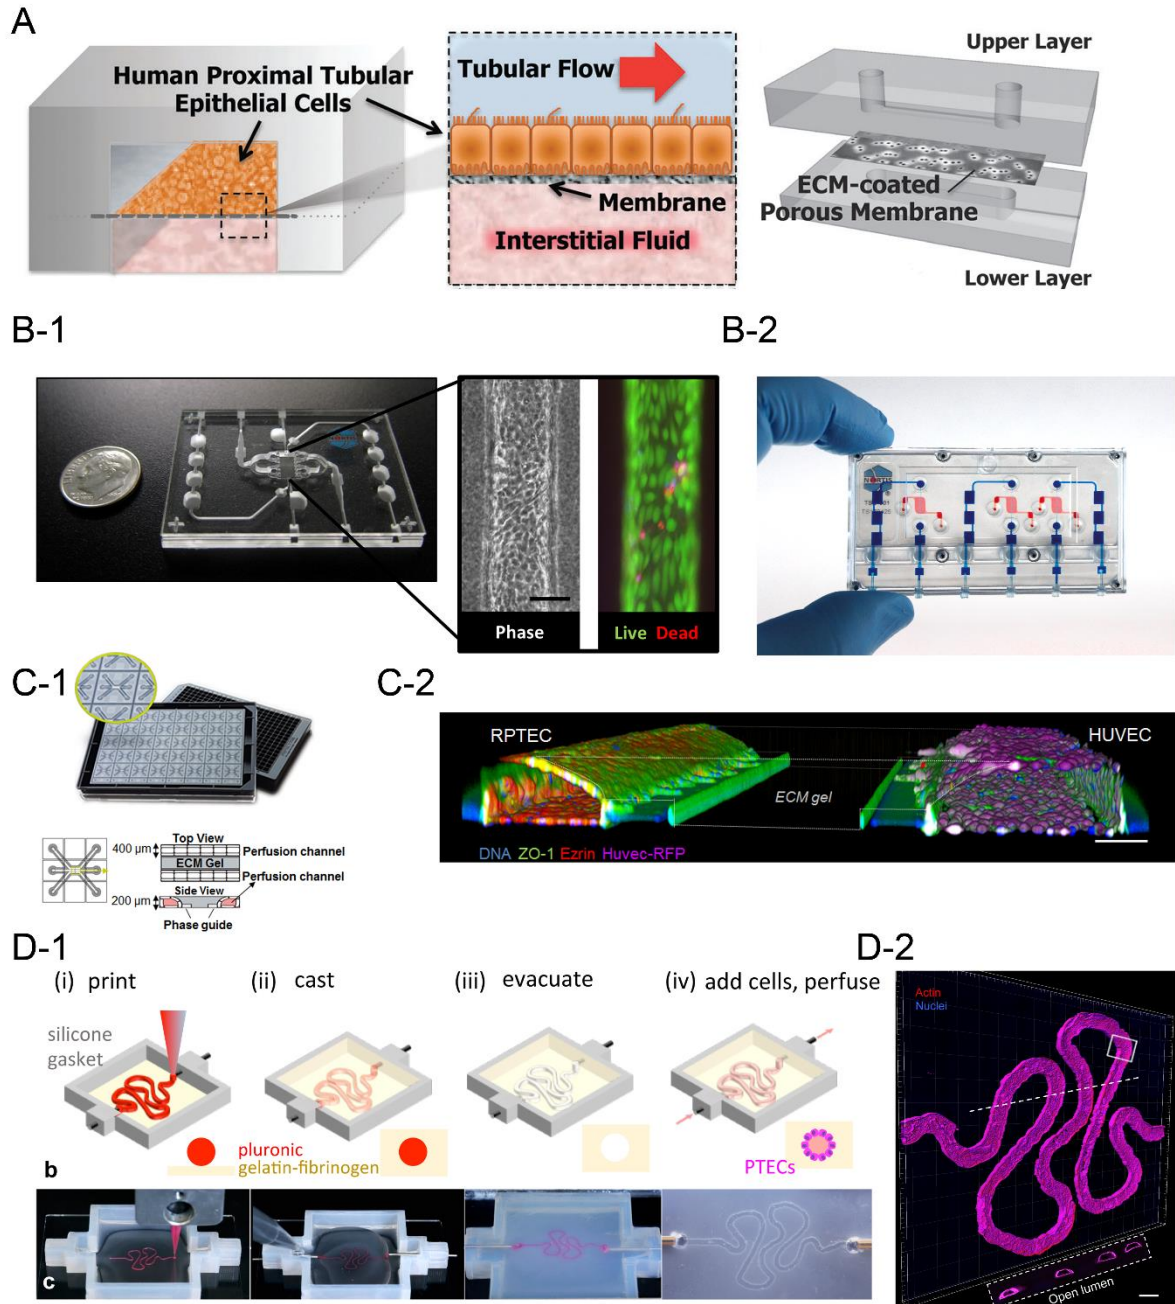 A
Human Proximal Tubular
Epithelial Cells
Tubular Flow
Membrane
Interstitial Fluid
Upper Layer
ECM-coated
Porous Membrane
Lower Layer
B-1
B-2
Phase
Live Dead
C-1
C-2
RPTEC
HUVEC
ECM gel
DNA ZO-1 Ezrin Huvec-RFP
Top View
400 µm
Perfusion channel
ECM Gel
Perfusion channel
Side View
200 µm
Phase guide
D-1
D-2
(i) print
(ii) cast
(iii) evacuate
(iv) add cells, perfuse
silicone
gasket
pluronic
gelatin-fibrinogen
PTECs
b
c
Actin
Nuclei
Open lumen